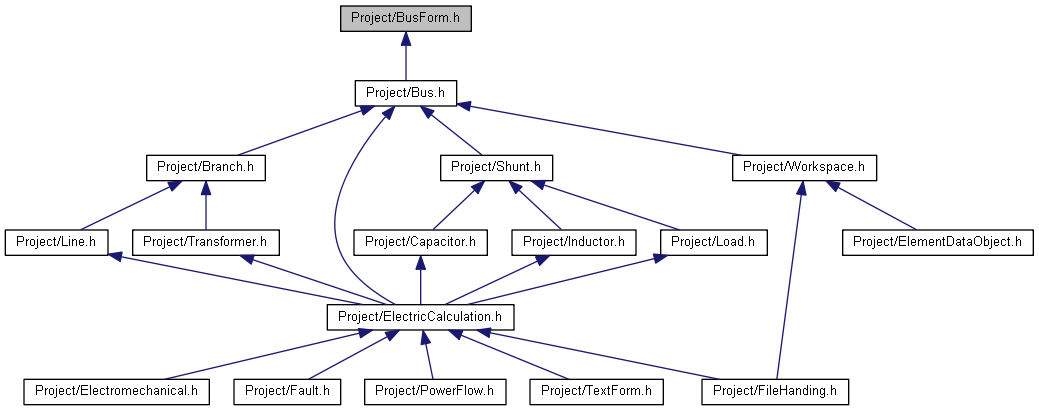 Project/BusForm.h
Project/Bus.h
Project/Branch.h
Project/Shunt.h
Project/Workspace.h
Project/Line.h
Project/Transformer.h
Project/Capacitor.h
Project/Inductor.h
Project/Load.h
Project/ElementDataObject.h
Project/ElectricCalculation.h
Project/Electromechanical.h
Project/Fault.h
Project/PowerFlow.h
Project/TextForm.h
Project/FileHanding.h